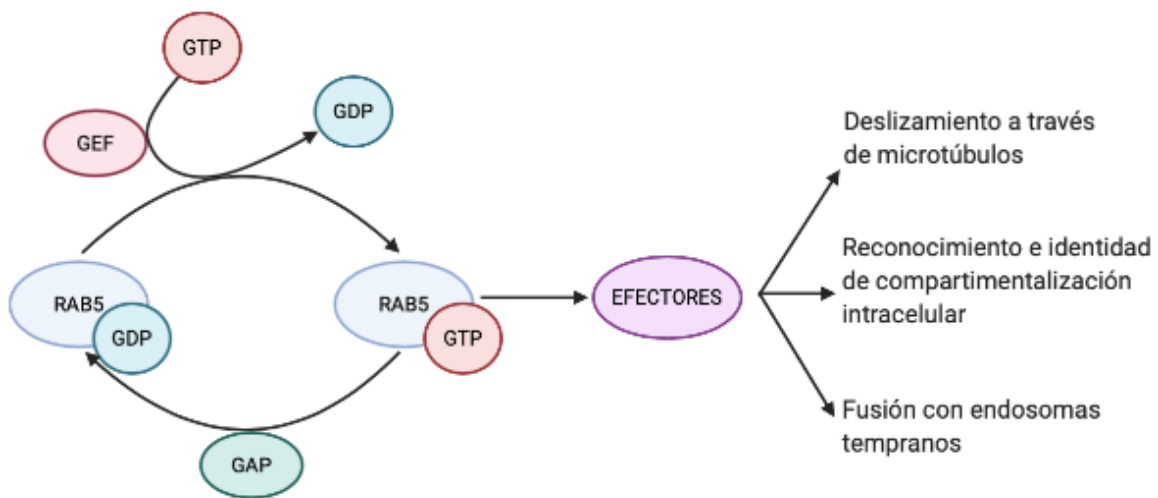 GTP
GDP
GEF
RAB5
GDP
RAB5
GTP
GAP
EFECTORES
Deslizamiento a través
de microtúbulos
Reconocimiento e identidad
de compartimentalización
intracelular
Fusión con endosomas
tempranos